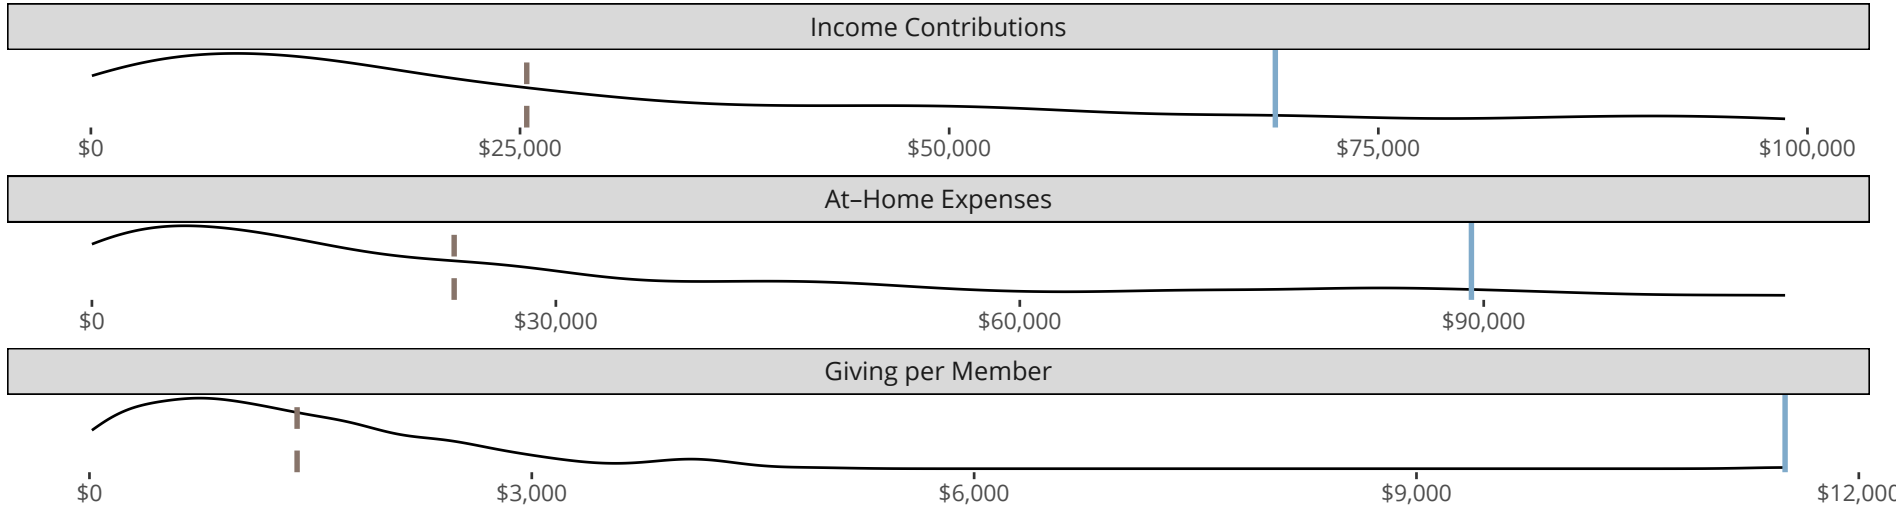 Income Contributions
$0 $25,000 $50,000 $75,000 $100,000
At–Home Expenses
$0 $30,000 $60,000 $90,000
Giving per Member
$0 $3,000 $6,000 $9,000 $12,000